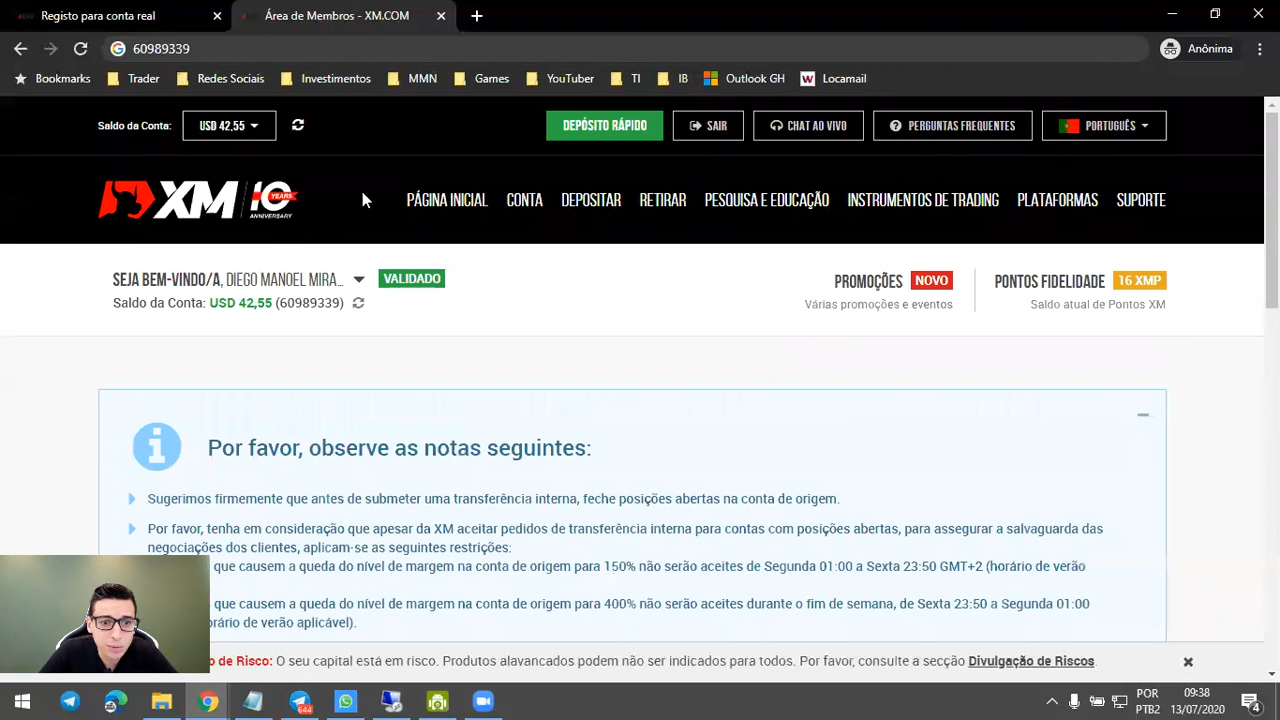 Registo para conta real
Área de Membros - XM.COM
60989339
Anônima
Bookmarks Trader Redes Sociais Investimentos MMN Games YouTuber TI IB Outlook GH Locamail
Saldo da Conta: USD 42,55 DEPÓSITO RÁPIDO SAIR CHAT AO VIVO PERGUNTAS FREQUENTES PORTUGUÊS
XM 10 YEARS ANNIVERSARY
PÁGINA INICIAL CONTA DEPOSITAR RETIRAR PESQUISA E EDUCAÇÃO INSTRUMENTOS DE TRADING PLATAFORMAS SUPORTE
SEJA BEM-VINDO/A, DIEGO MANOEL MIRA... VALIDADO
Saldo da Conta: USD 42,55 (60989339)
PROMOÇÕES NOVO
Várias promoções e eventos
PONTOS FIDELIDADE 16 XMP
Saldo atual de Pontos XM
Por favor, observe as notas seguintes:
Sugerimos firmemente que antes de submeter uma transferência interna, feche posições abertas na conta de origem.
Por favor, tenha em consideração que apesar da XM aceitar pedidos de transferência interna para contas com posições abertas, para assegurar a salvaguarda das
negociações dos clientes, aplicam-se as seguintes restrições:
que causem a queda do nível de margem na conta de origem para 150% não serão aceites de Segunda 01:00 a Sexta 23:50 GMT+2 (horário de verão
que causem a queda do nível de margem na conta de origem para 400% não serão aceites durante o fim de semana, de Sexta 23:50 a Segunda 01:00
orário de verão aplicável).
o de Risco: O seu capital está em risco. Produtos alavancados podem não ser indicados para todos. Por favor, consulte a secção Divulgação de Riscos.
644
POR
PTB2
09:38
13/07/2020
4